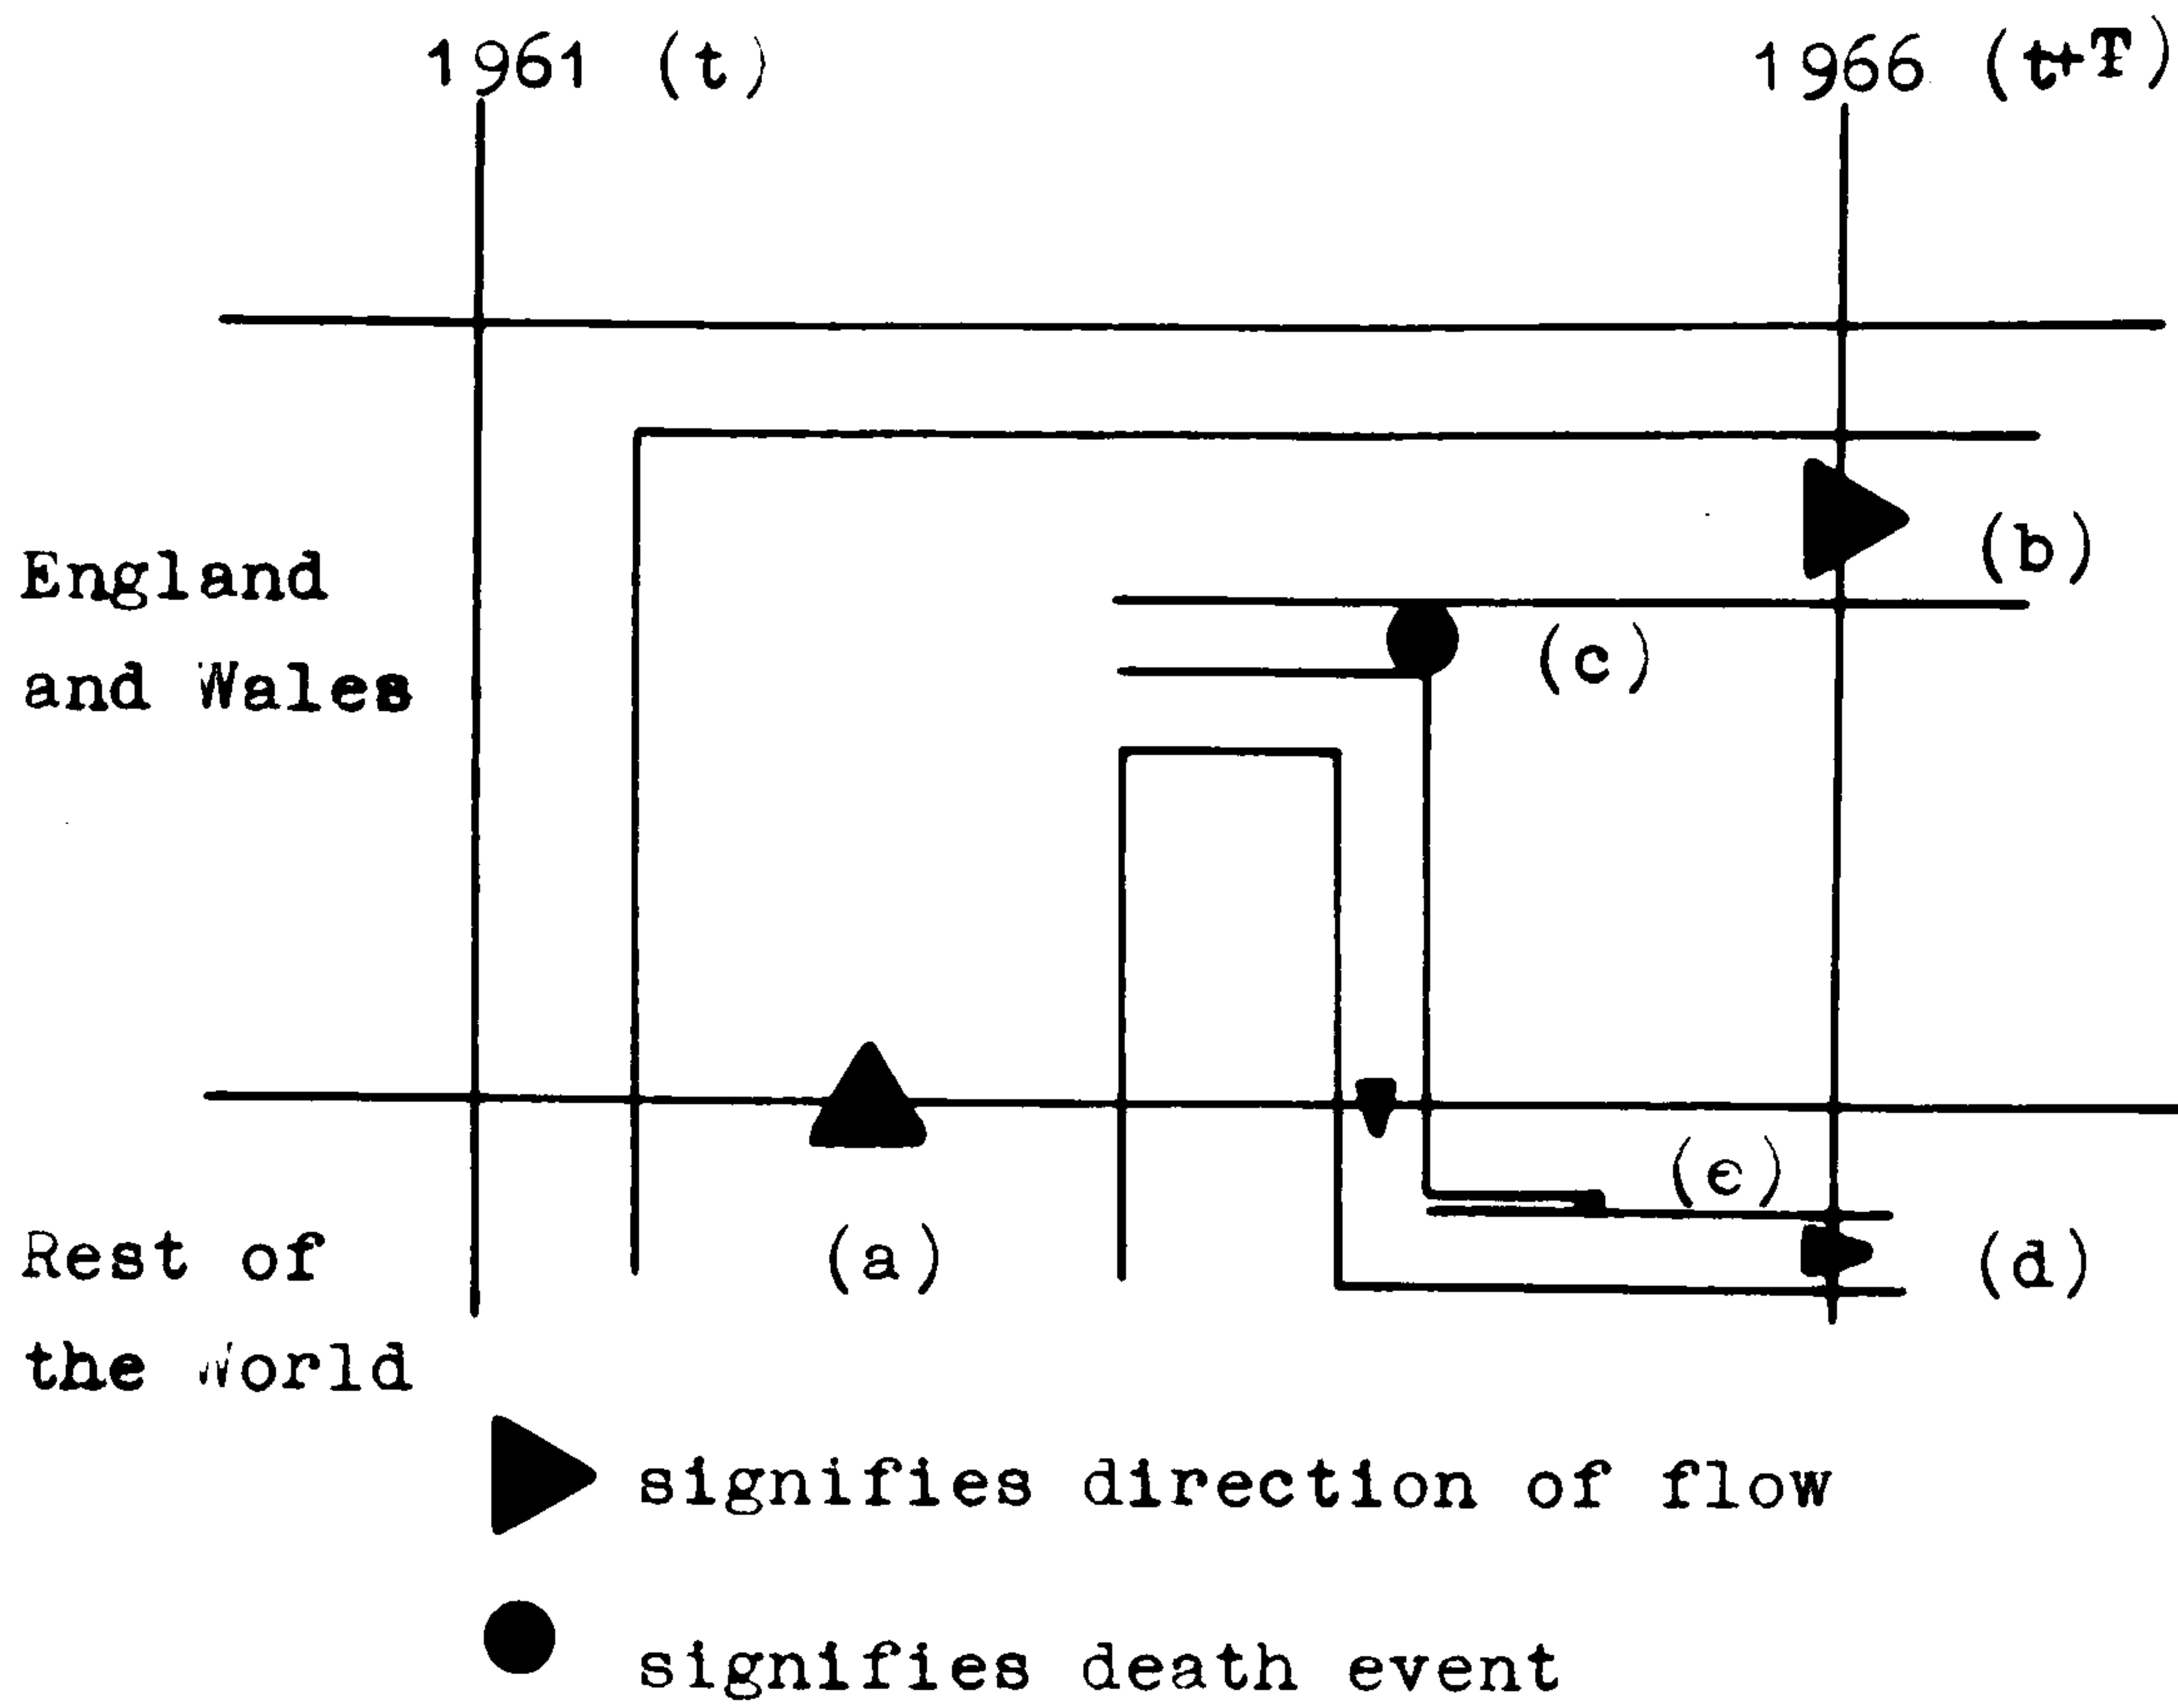 1961 (t)
1966 (t+T)
(b)
England
(c)
and Wales
(e)
Rest of
(a)
(d)
the World
signifies direction of flow
signifies death event